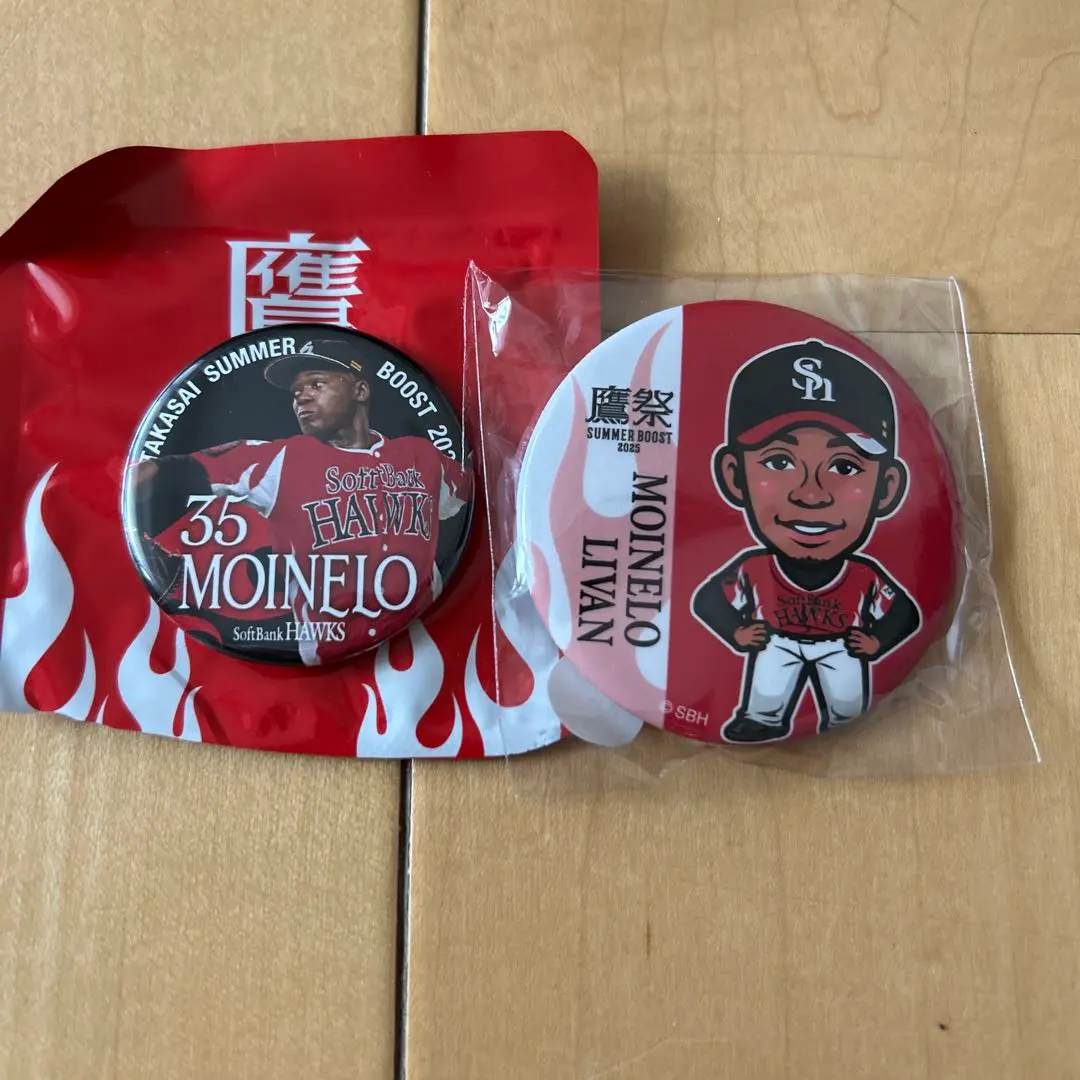 鷹
TAKASAI SUMMER BOOST 202
35
MOINELO
SoftBank
HAWKS
SoftBank HAWKS
鷹祭
SUMMER BOOST
2025
MOINELO
LIVAN
Sh
SoftBank
HAWKS
© SBH